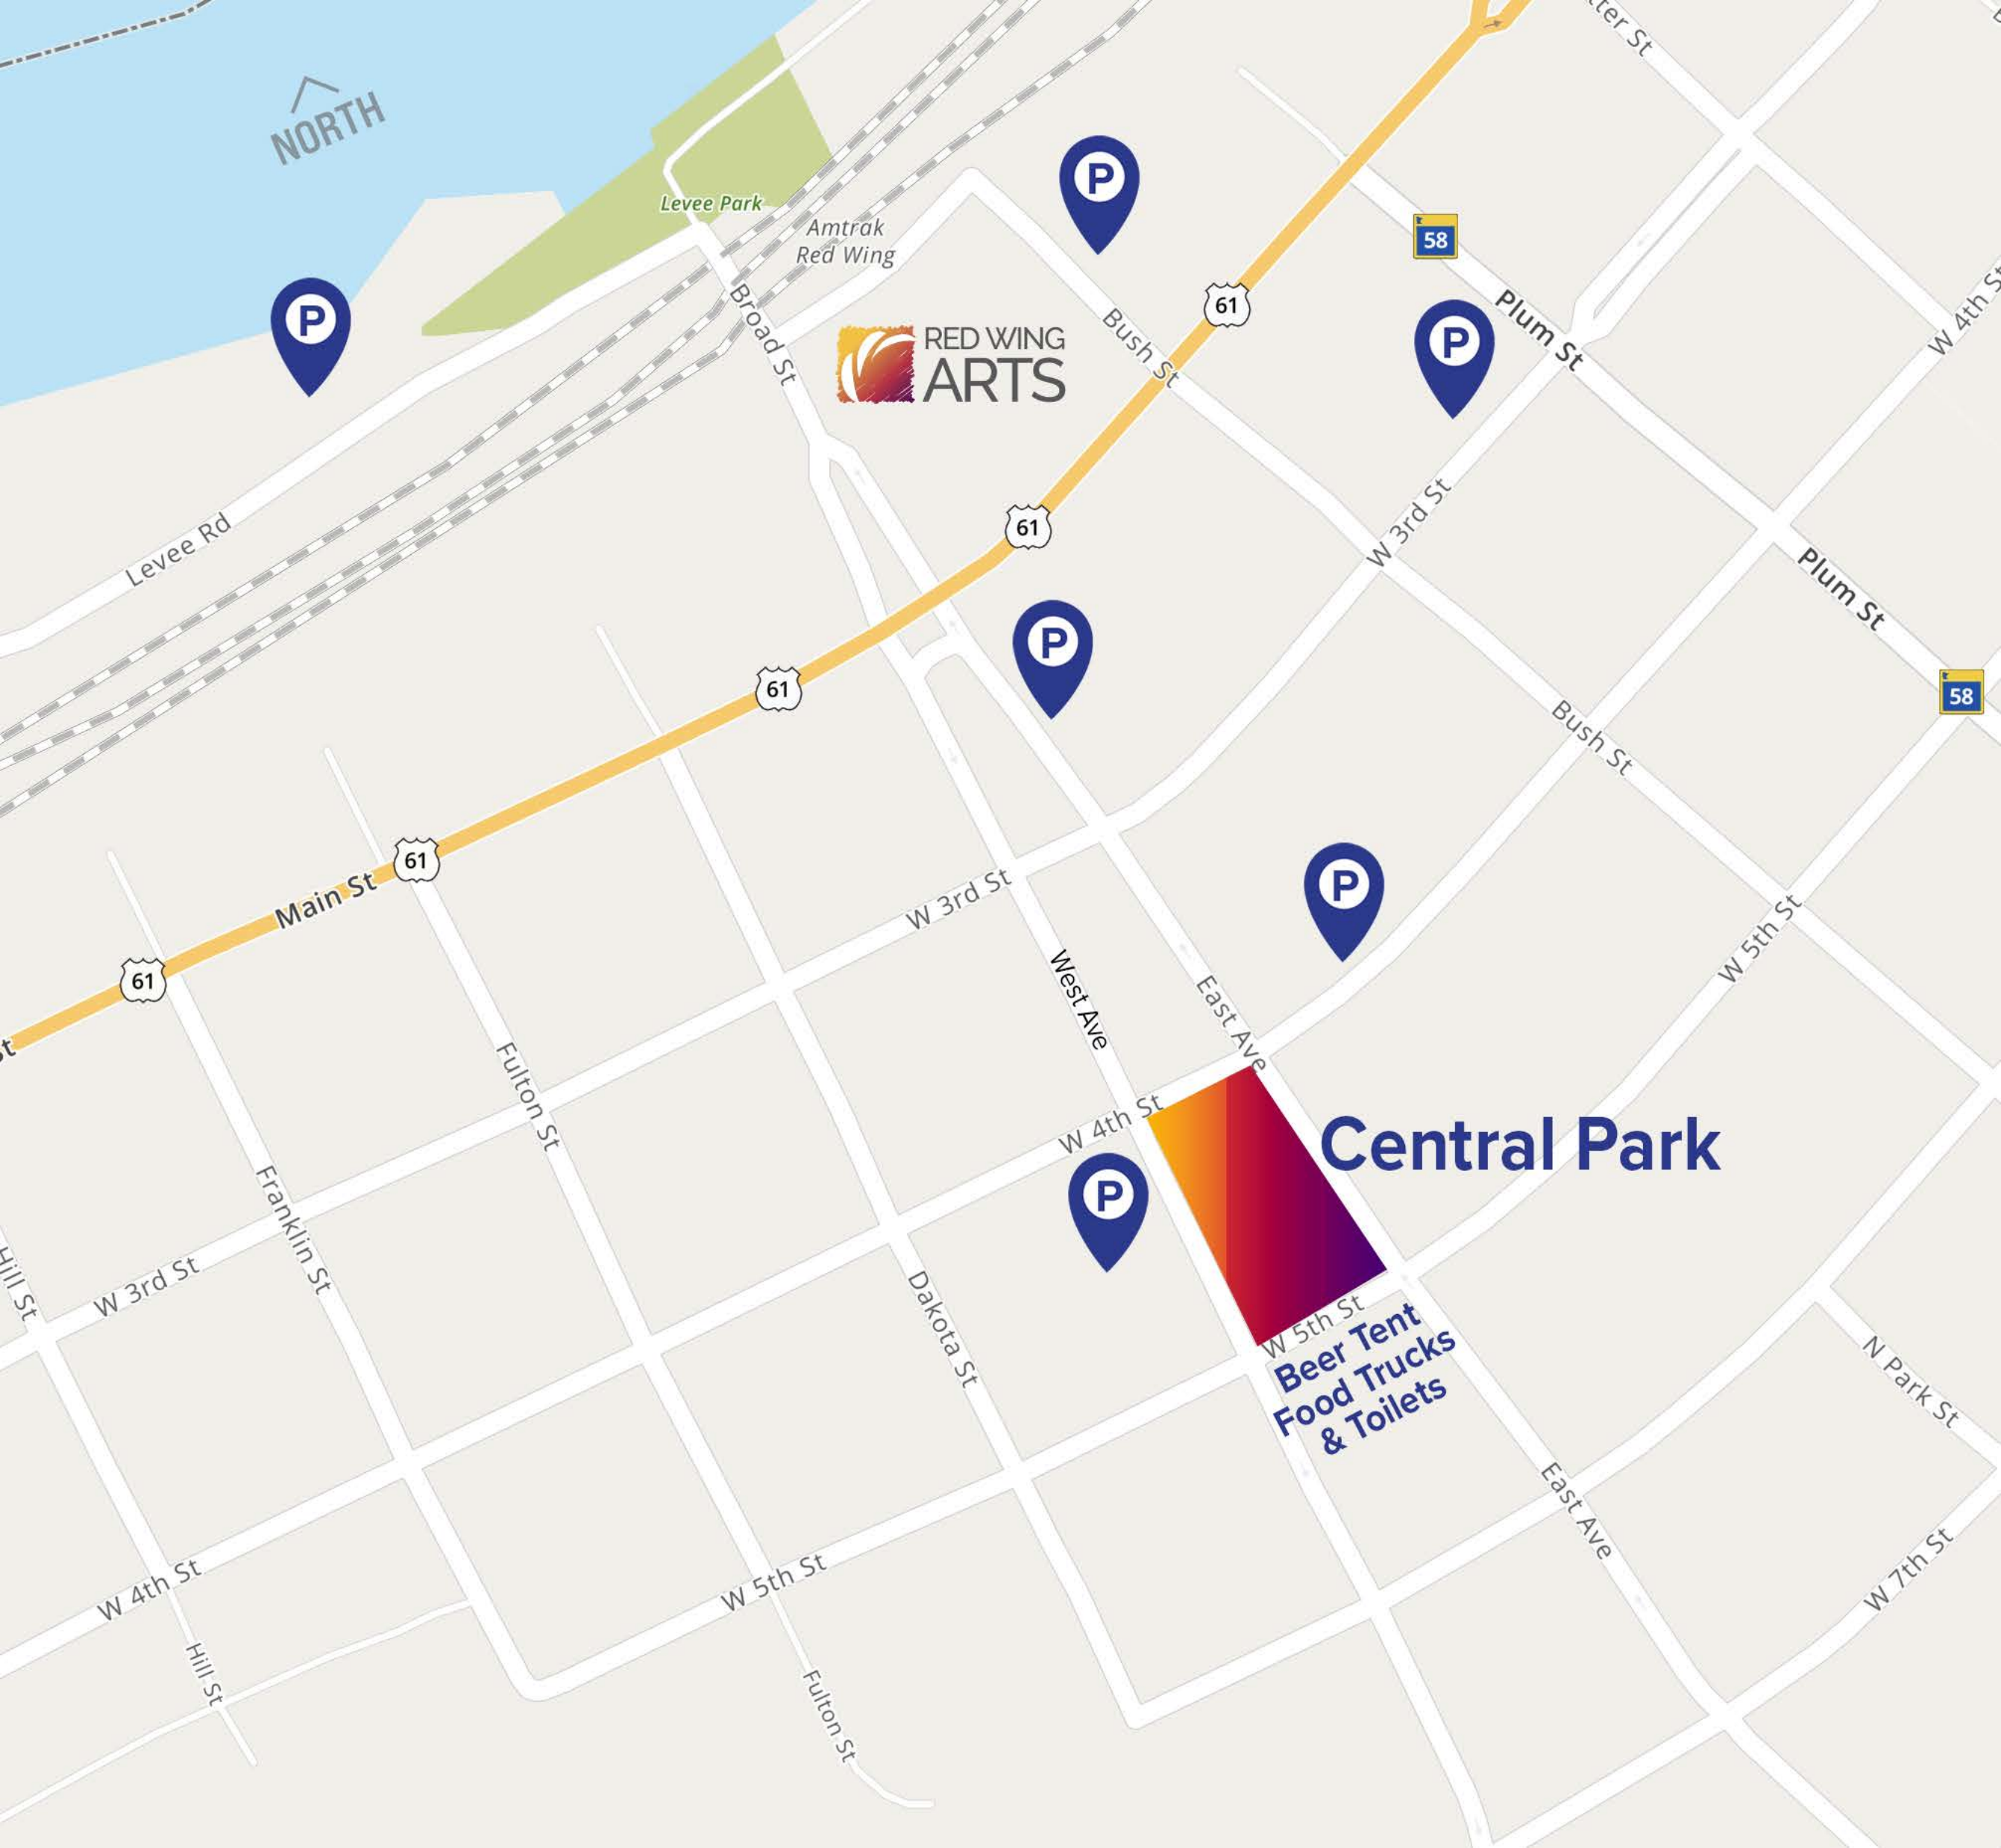 tter St
NORTH
P
Levee Park
Amtrak
Red Wing
58
Plum St
W 4th St
61
P
P
Broad St
RED WING
ARTS
Bush St
61
W 3rd St
Levee Rd
Plum St
P
61
58
Bush St
61
Main St
P
W 3rd St
W 5th St
61
West Ave
East Ave
St
Fulton St
W 4th St
Central Park
P
Franklin St
Hill St
W 3rd St
Dakota St
W 5th St
Beer Tent
Food Trucks
& Toilets
N Park St
East Ave
W 4th St
W 5th St
W 7th St
Hill St
Fulton St